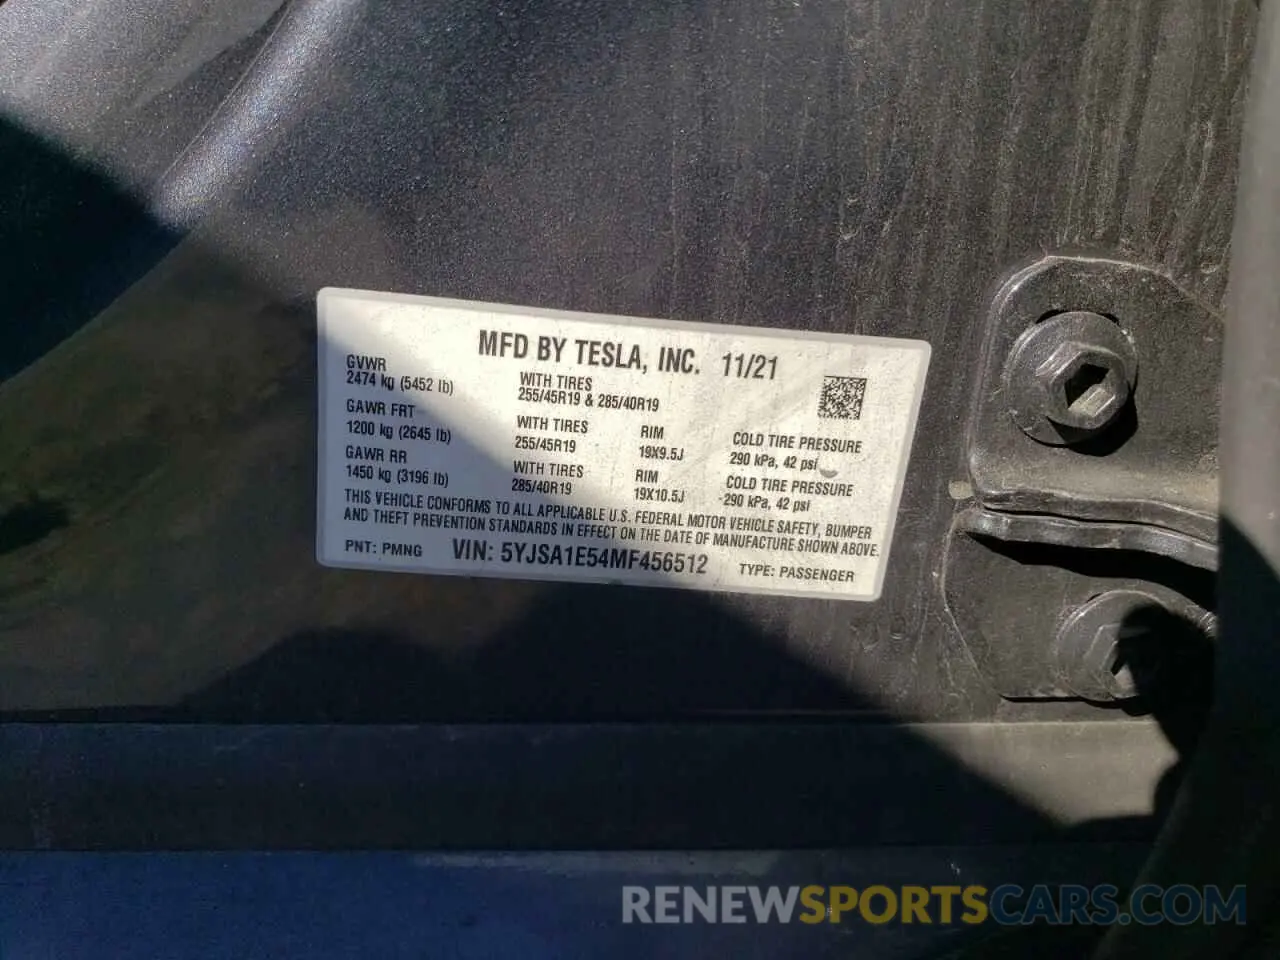 MFD BY TESLA, INC. 11/21
GVWR
2474 kg (5452 lb)
WITH TIRES
255/45R19 & 285/40R19
GAWR FRT
1200 kg (2645 lb)
WITH TIRES
255/45R19
RIM
19X9.5J
COLD TIRE PRESSURE
290 kPa, 42 psi
GAWR RR
1450 kg (3196 lb)
WITH TIRES
285/40R19
RIM
19X10.5J
COLD TIRE PRESSURE
290 kPa, 42 psi
THIS VEHICLE CONFORMS TO ALL APPLICABLE U.S. FEDERAL MOTOR VEHICLE SAFETY, BUMPER
AND THEFT PREVENTION STANDARDS IN EFFECT ON THE DATE OF MANUFACTURE SHOWN ABOVE.
PNT: PMNG VIN: 5YJSA1E54MF456512 TYPE: PASSENGER
RENEWSPORTSCARS.COM